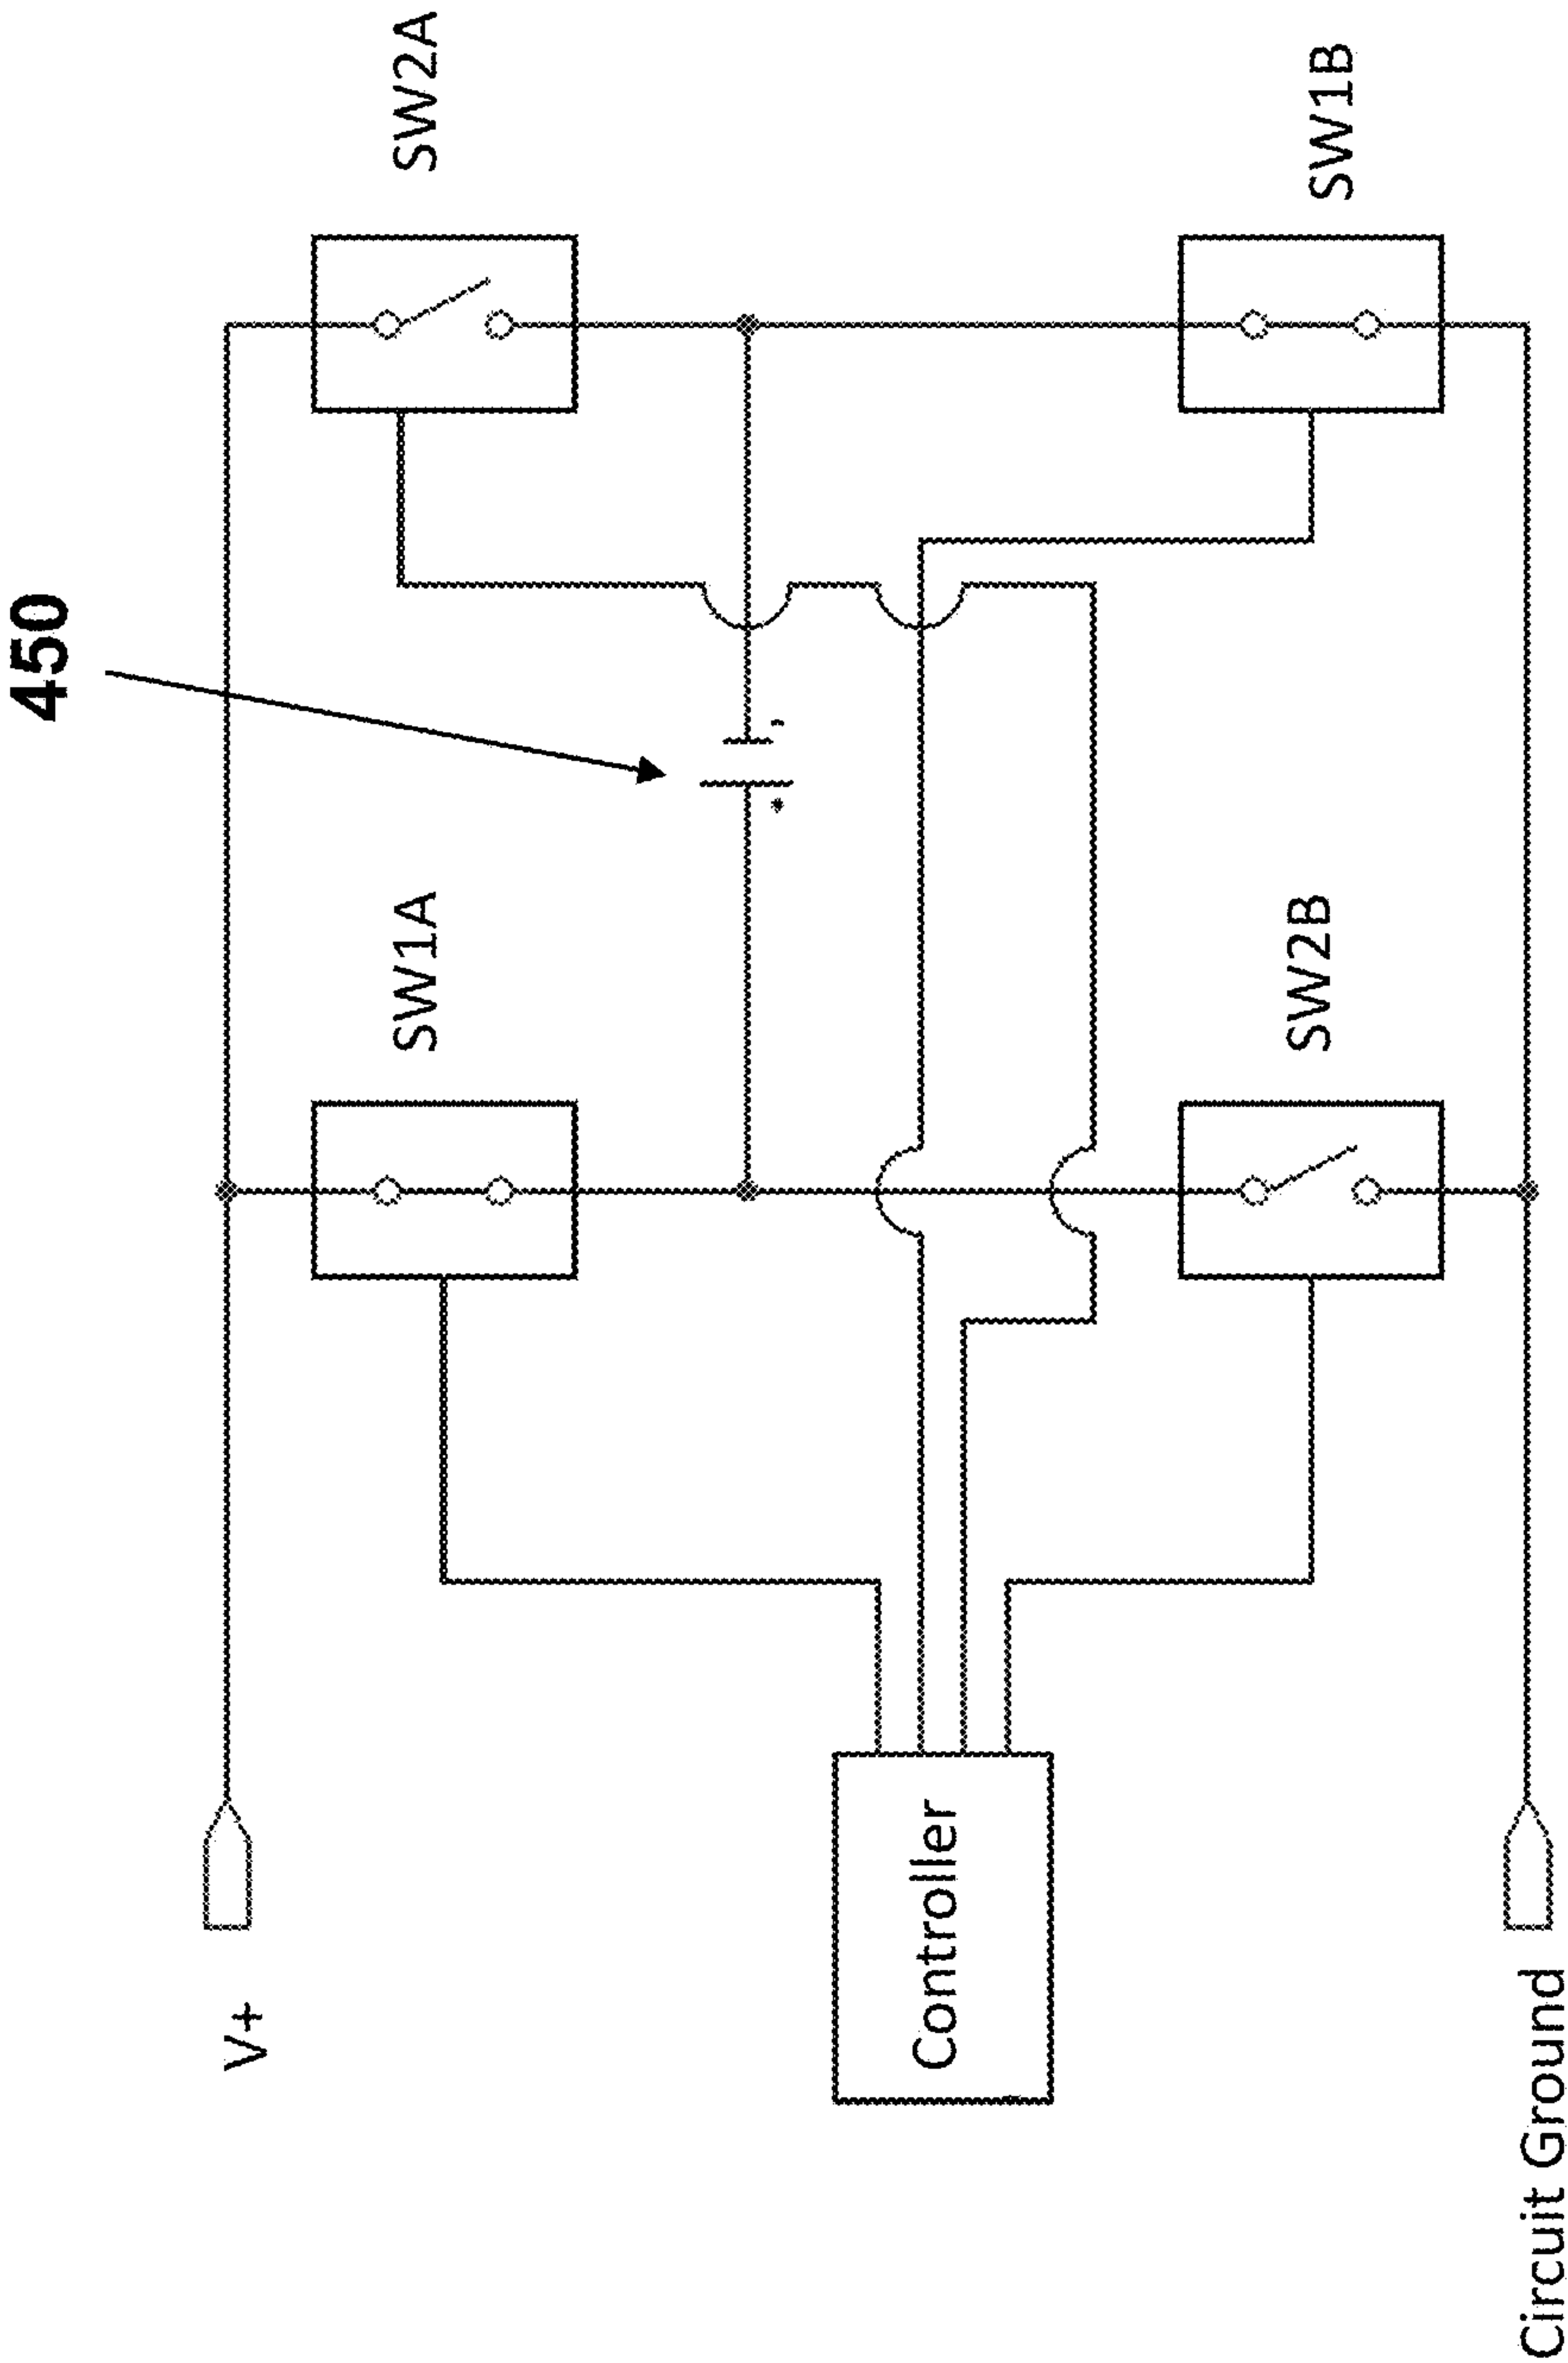 450
V+
SW1A
SW2A
Controller
SW2B
SW1B
Circuit Ground